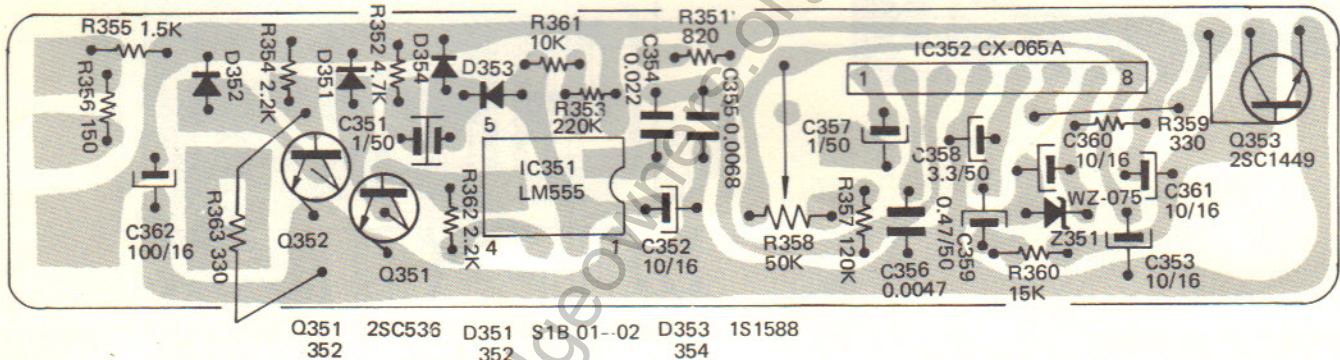 R355 1.5K
R356 150
D352
R354 2.2K
D351
R352 4.7K
D354
D353
R361
10K
R353
220K
C354
0.022
R351
820
C355 0.0068
IC352 CX-065A
1
8
C351
1/50
5
IC351
LM555
4
1
C362
100/16
R363 330
Q352
Q351
R362 2.2K
C352
10/16
R358
50K
C357
1/50
R357 120K
C356
0.0047
C358
3.3/50
0.47/50
C359
C360
10/16
WZ-075
Z351
R360
15K
R359
330
C361
10/16
C353
10/16
Q353
2SC1449
Q351 2SC536 D351 S1B 01--02 D353 1S1588
352 352 354